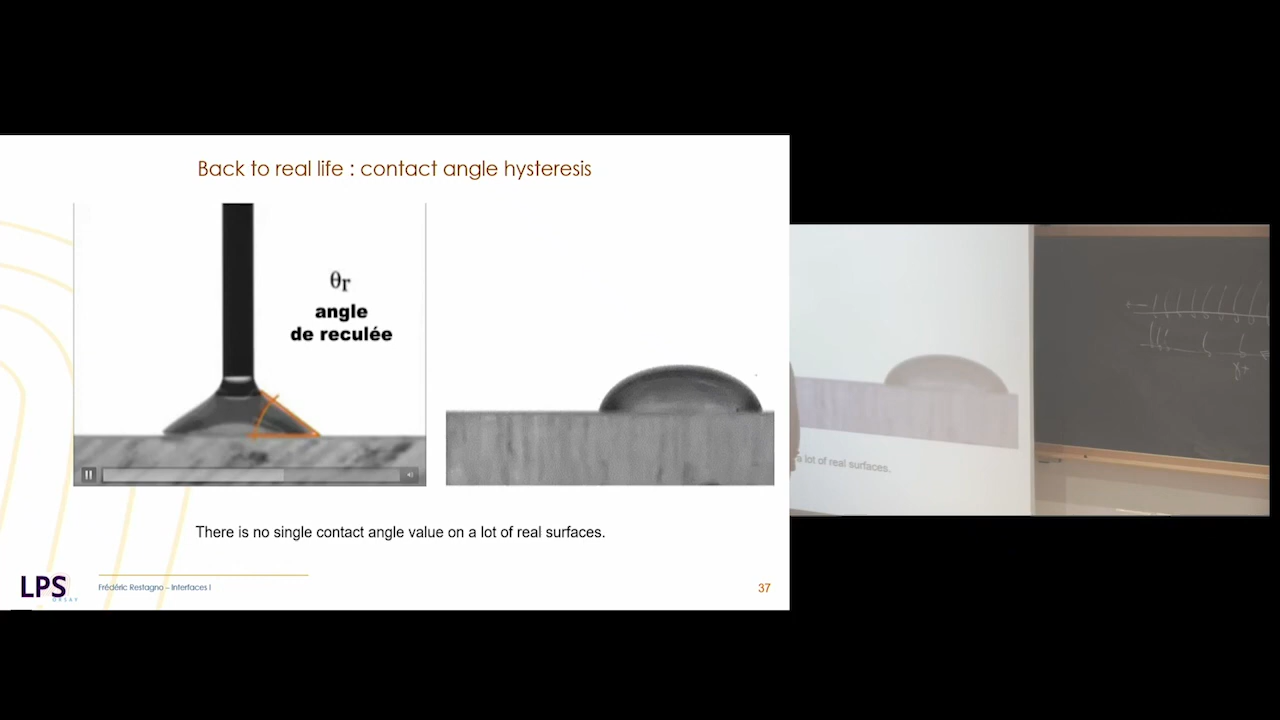 Back to real life : contact angle hysteresis
θr
angle
de reculée
There is no single contact angle value on a lot of real surfaces.
LPS
ORSAY
Frédéric Restagno – Interfaces I
37
a lot of real surfaces.